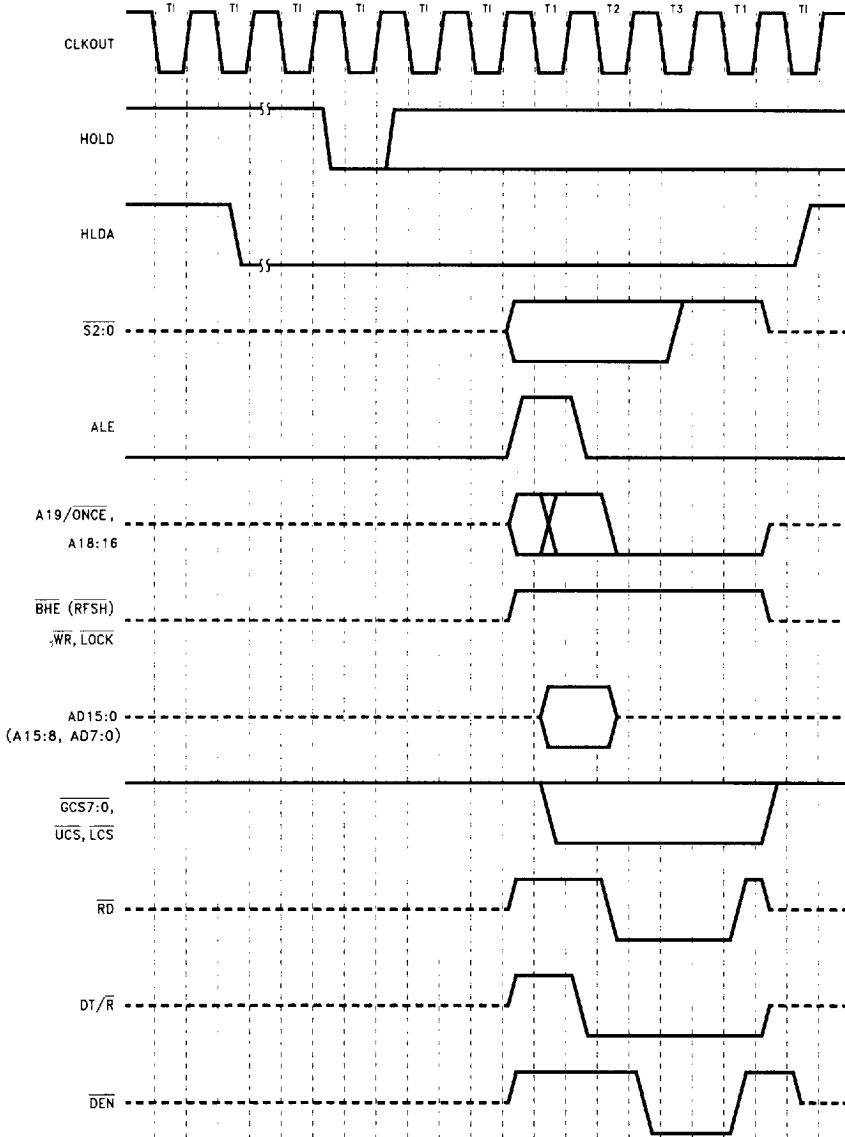 TI TI TI TI TI TI T1 T2 T3 T1 TI
CLKOUT
HOLD
HLDA
S2:0
ALE
A19/ONCE,
A18:16
BHE (RFSH)
WR, LOCK
AD15:0
(A15:8, AD7:0)
GCS7:0,
UCS, LCS
RD
DT/R
DEN